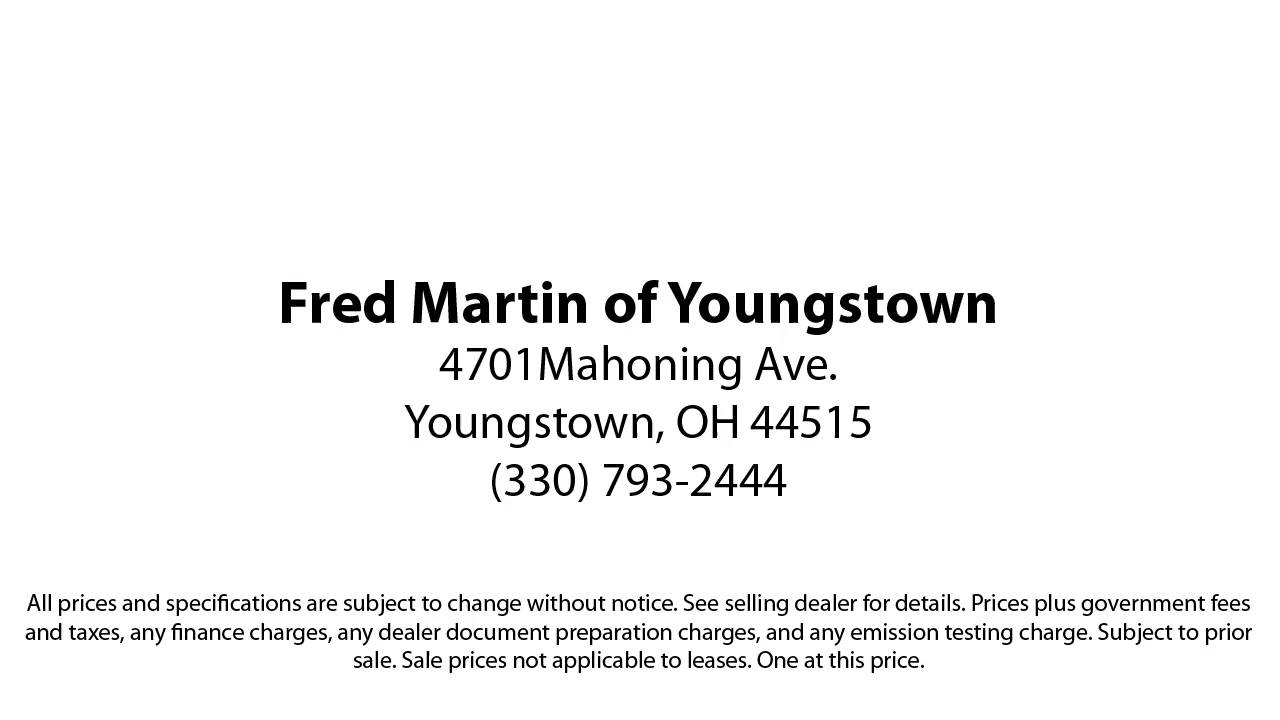 Fred Martin of Youngstown
4701Mahoning Ave.
Youngstown, OH 44515
(330) 793-2444
All prices and specifications are subject to change without notice. See selling dealer for details. Prices plus government fees
and taxes, any finance charges, any dealer document preparation charges, and any emission testing charge. Subject to prior
sale. Sale prices not applicable to leases. One at this price.